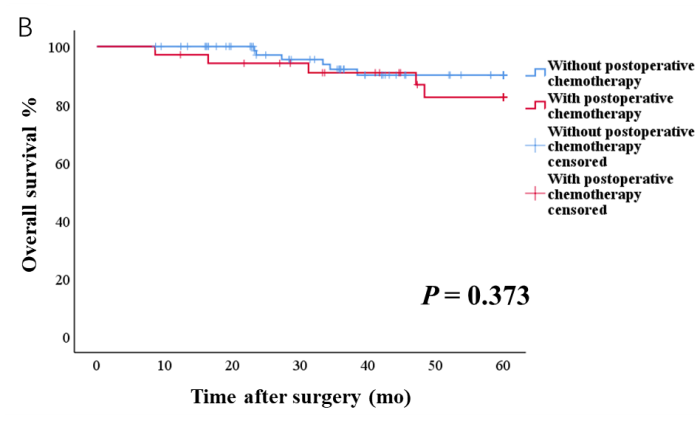 B
Overall survival %
100
80
60
40
20
0
0 10 20 30 40 50 60
Time after surgery (mo)
P = 0.373
Without postoperative
chemotherapy
With postoperative
chemotherapy
Without postoperative
chemotherapy
censored
With postoperative
chemotherapy
censored